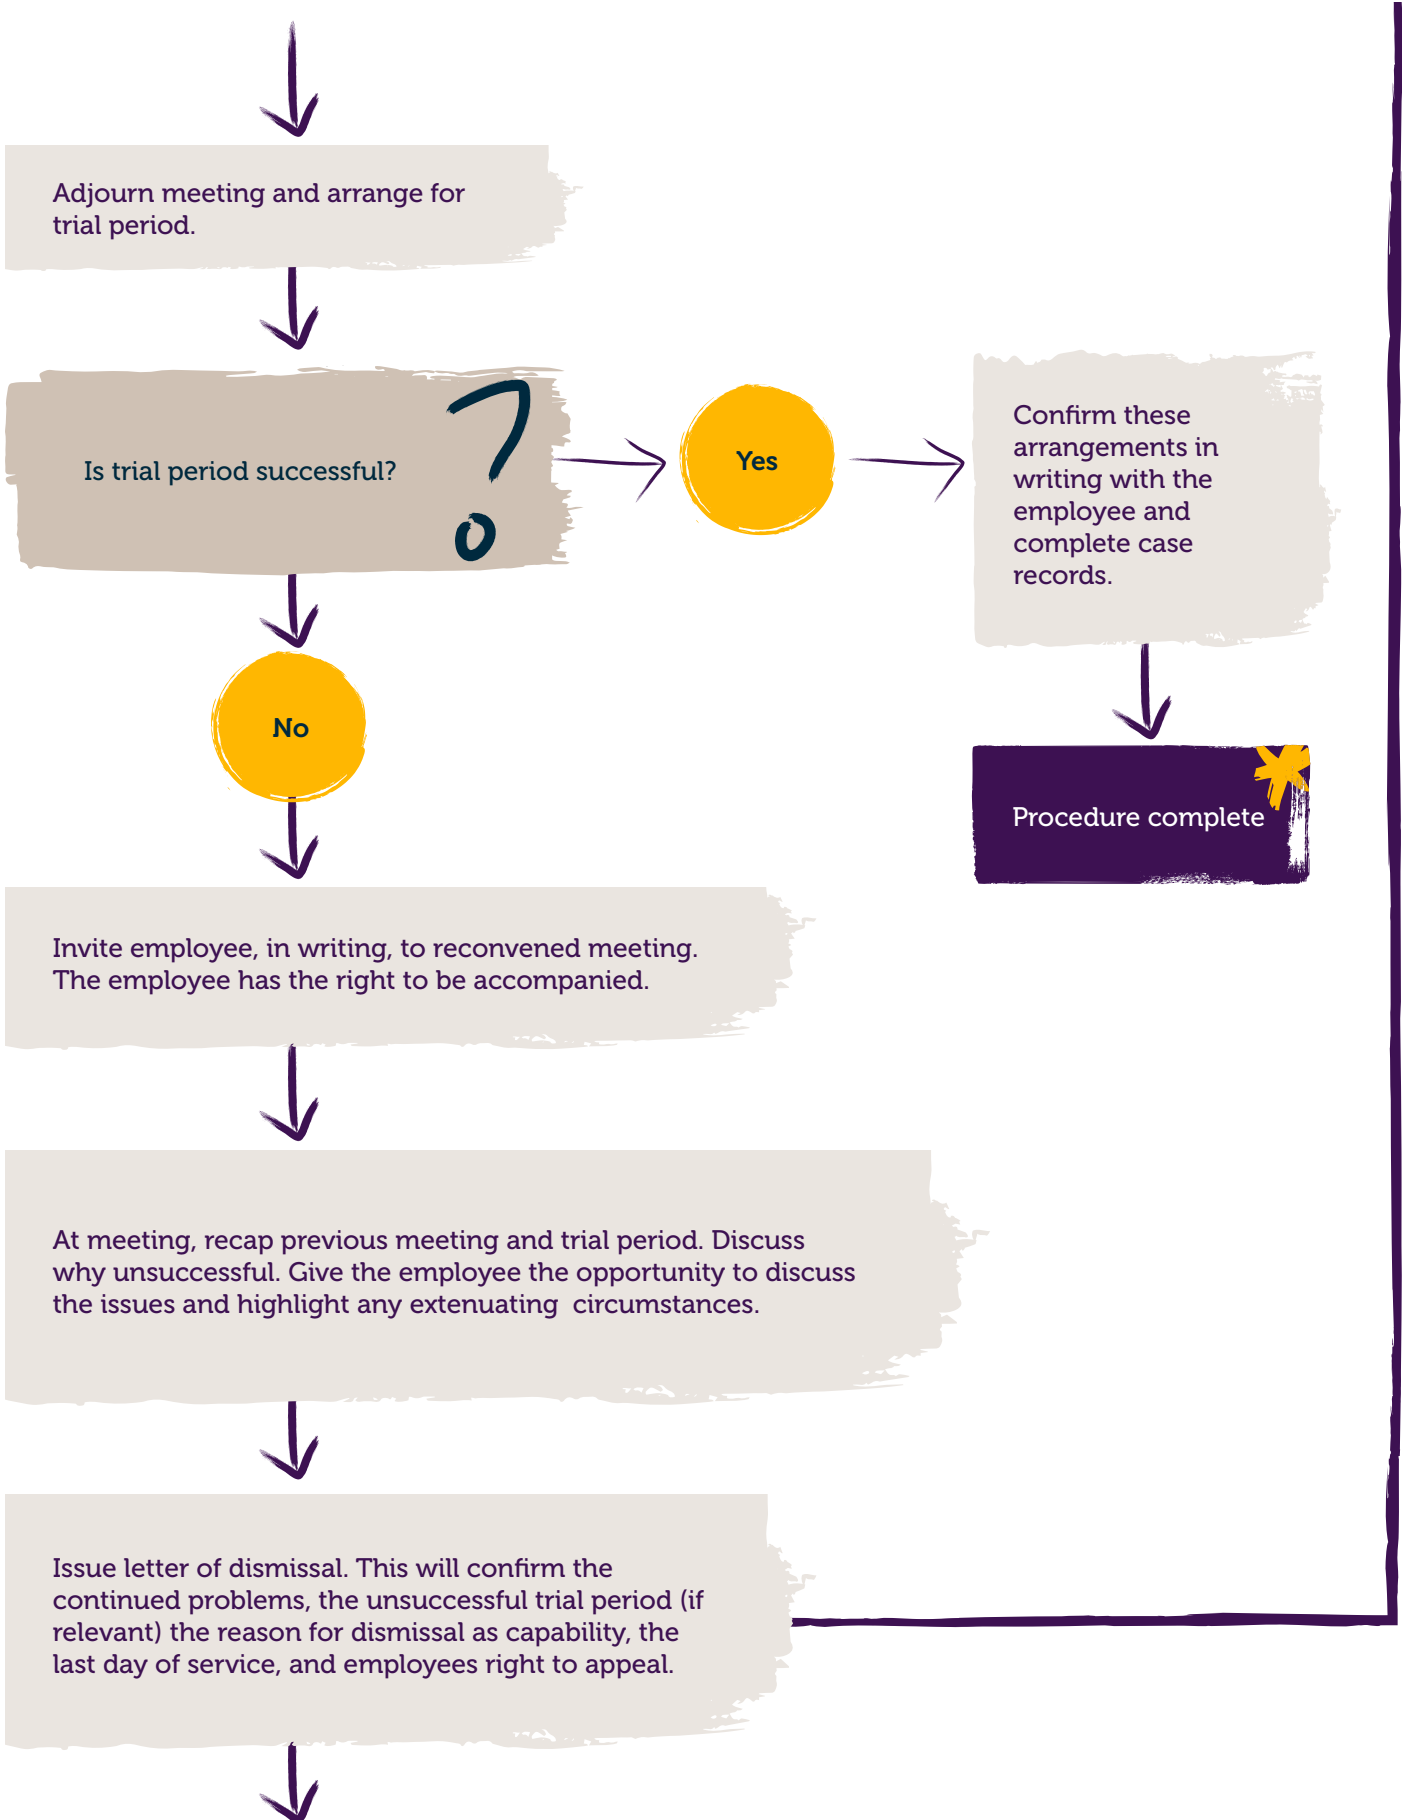 Adjourn meeting and arrange for
trial period.
Is trial period successful?
Yes
Confirm these
arrangements in
writing with the
employee and
complete case
records.
No
Procedure complete
Invite employee, in writing, to reconvened meeting.
The employee has the right to be accompanied.
At meeting, recap previous meeting and trial period. Discuss
why unsuccessful. Give the employee the opportunity to discuss
the issues and highlight any extenuating  circumstances.
Issue letter of dismissal. This will confirm the
continued problems, the unsuccessful trial period (if
relevant) the reason for dismissal as capability, the
last day of service, and employees right to appeal.